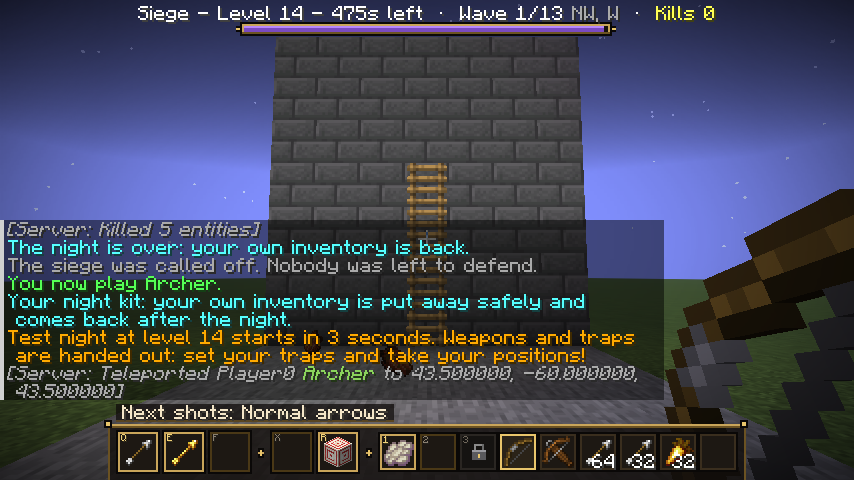 Siege - Level 14 - 475s left · Wave 1/13 NW, W · Kills 0
[Server: Killed 5 entities]
The night is over: your own inventory is back.
The siege was called off. Nobody was left to defend.
You now play Archer.
Your night kit: your own inventory is put away safely and
comes back after the night.
Test night at level 14 starts in 3 seconds. Weapons and traps
are handed out: set your traps and take your positions!
[Server: Teleported Player0 Archer to 43.500000, -60.000000,
43.500000]
Next shots: Normal arrows
Q E F X R 1 2 3
64 32 32